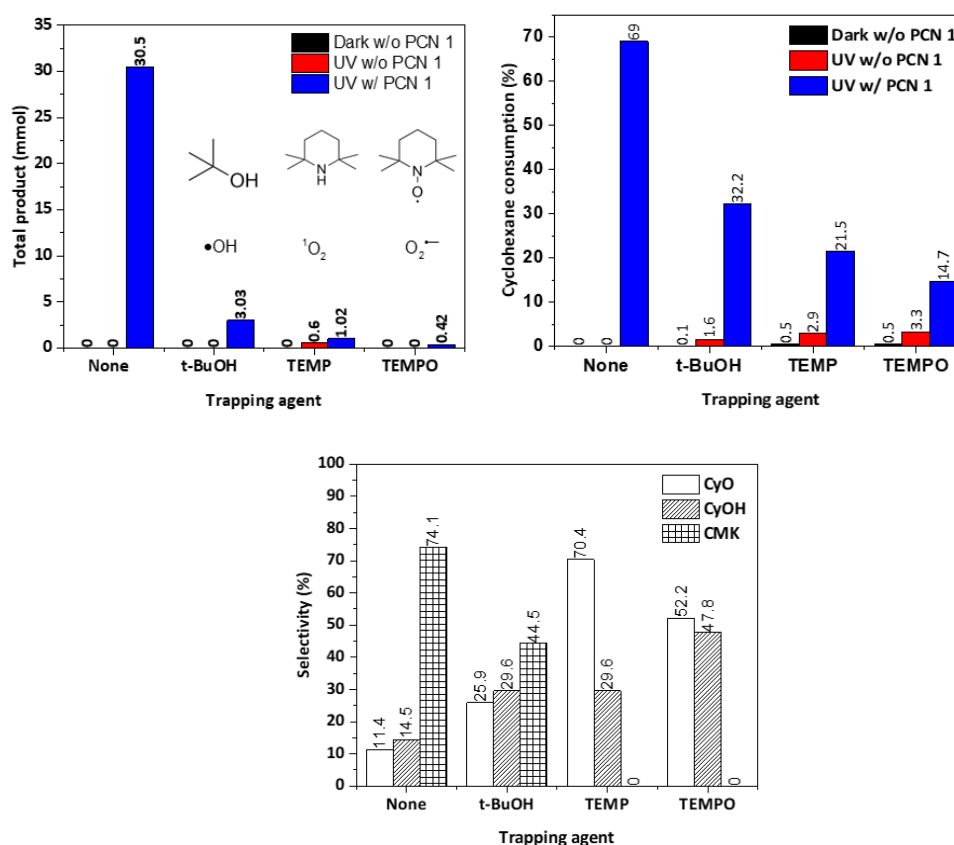 35
30
25
20
15
10
5
0
Total product (mmol)
Dark w/o PCN 1
UV w/o PCN 1
UV w/ PCN 1
30.5
0
0
0
0
3.03
0
0.6
1.02
0
0
0.42
OH
N
H
N
O
•OH
¹O₂
O₂•⁻
None
t-BuOH
TEMP
TEMPO
Trapping agent
70
60
50
40
30
20
10
0
Cyclohexane consumption (%)
Dark w/o PCN 1
UV w/o PCN 1
UV w/ PCN 1
0
0
69
0.1
1.6
32.2
0.5
2.9
21.5
0.5
3.3
14.7
None
t-BuOH
TEMP
TEMPO
Trapping agent
100
90
80
70
60
50
40
30
20
10
0
Selectivity (%)
CyO
CyOH
CMK
11.4
14.5
74.1
25.9
29.6
44.5
70.4
29.6
0
52.2
47.8
0
None
t-BuOH
TEMP
TEMPO
Trapping agent